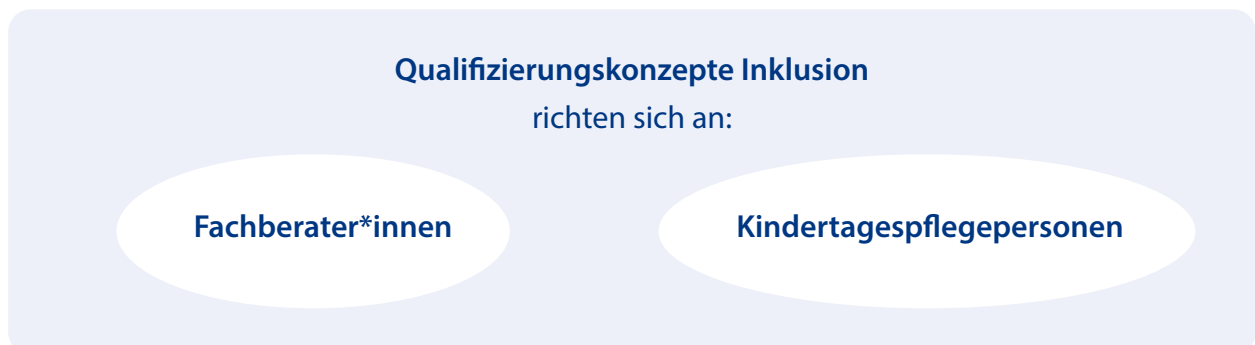 Qualifizierungskonzepte Inklusion
richten sich an:
Fachberater*innen
Kindertagespflegepersonen